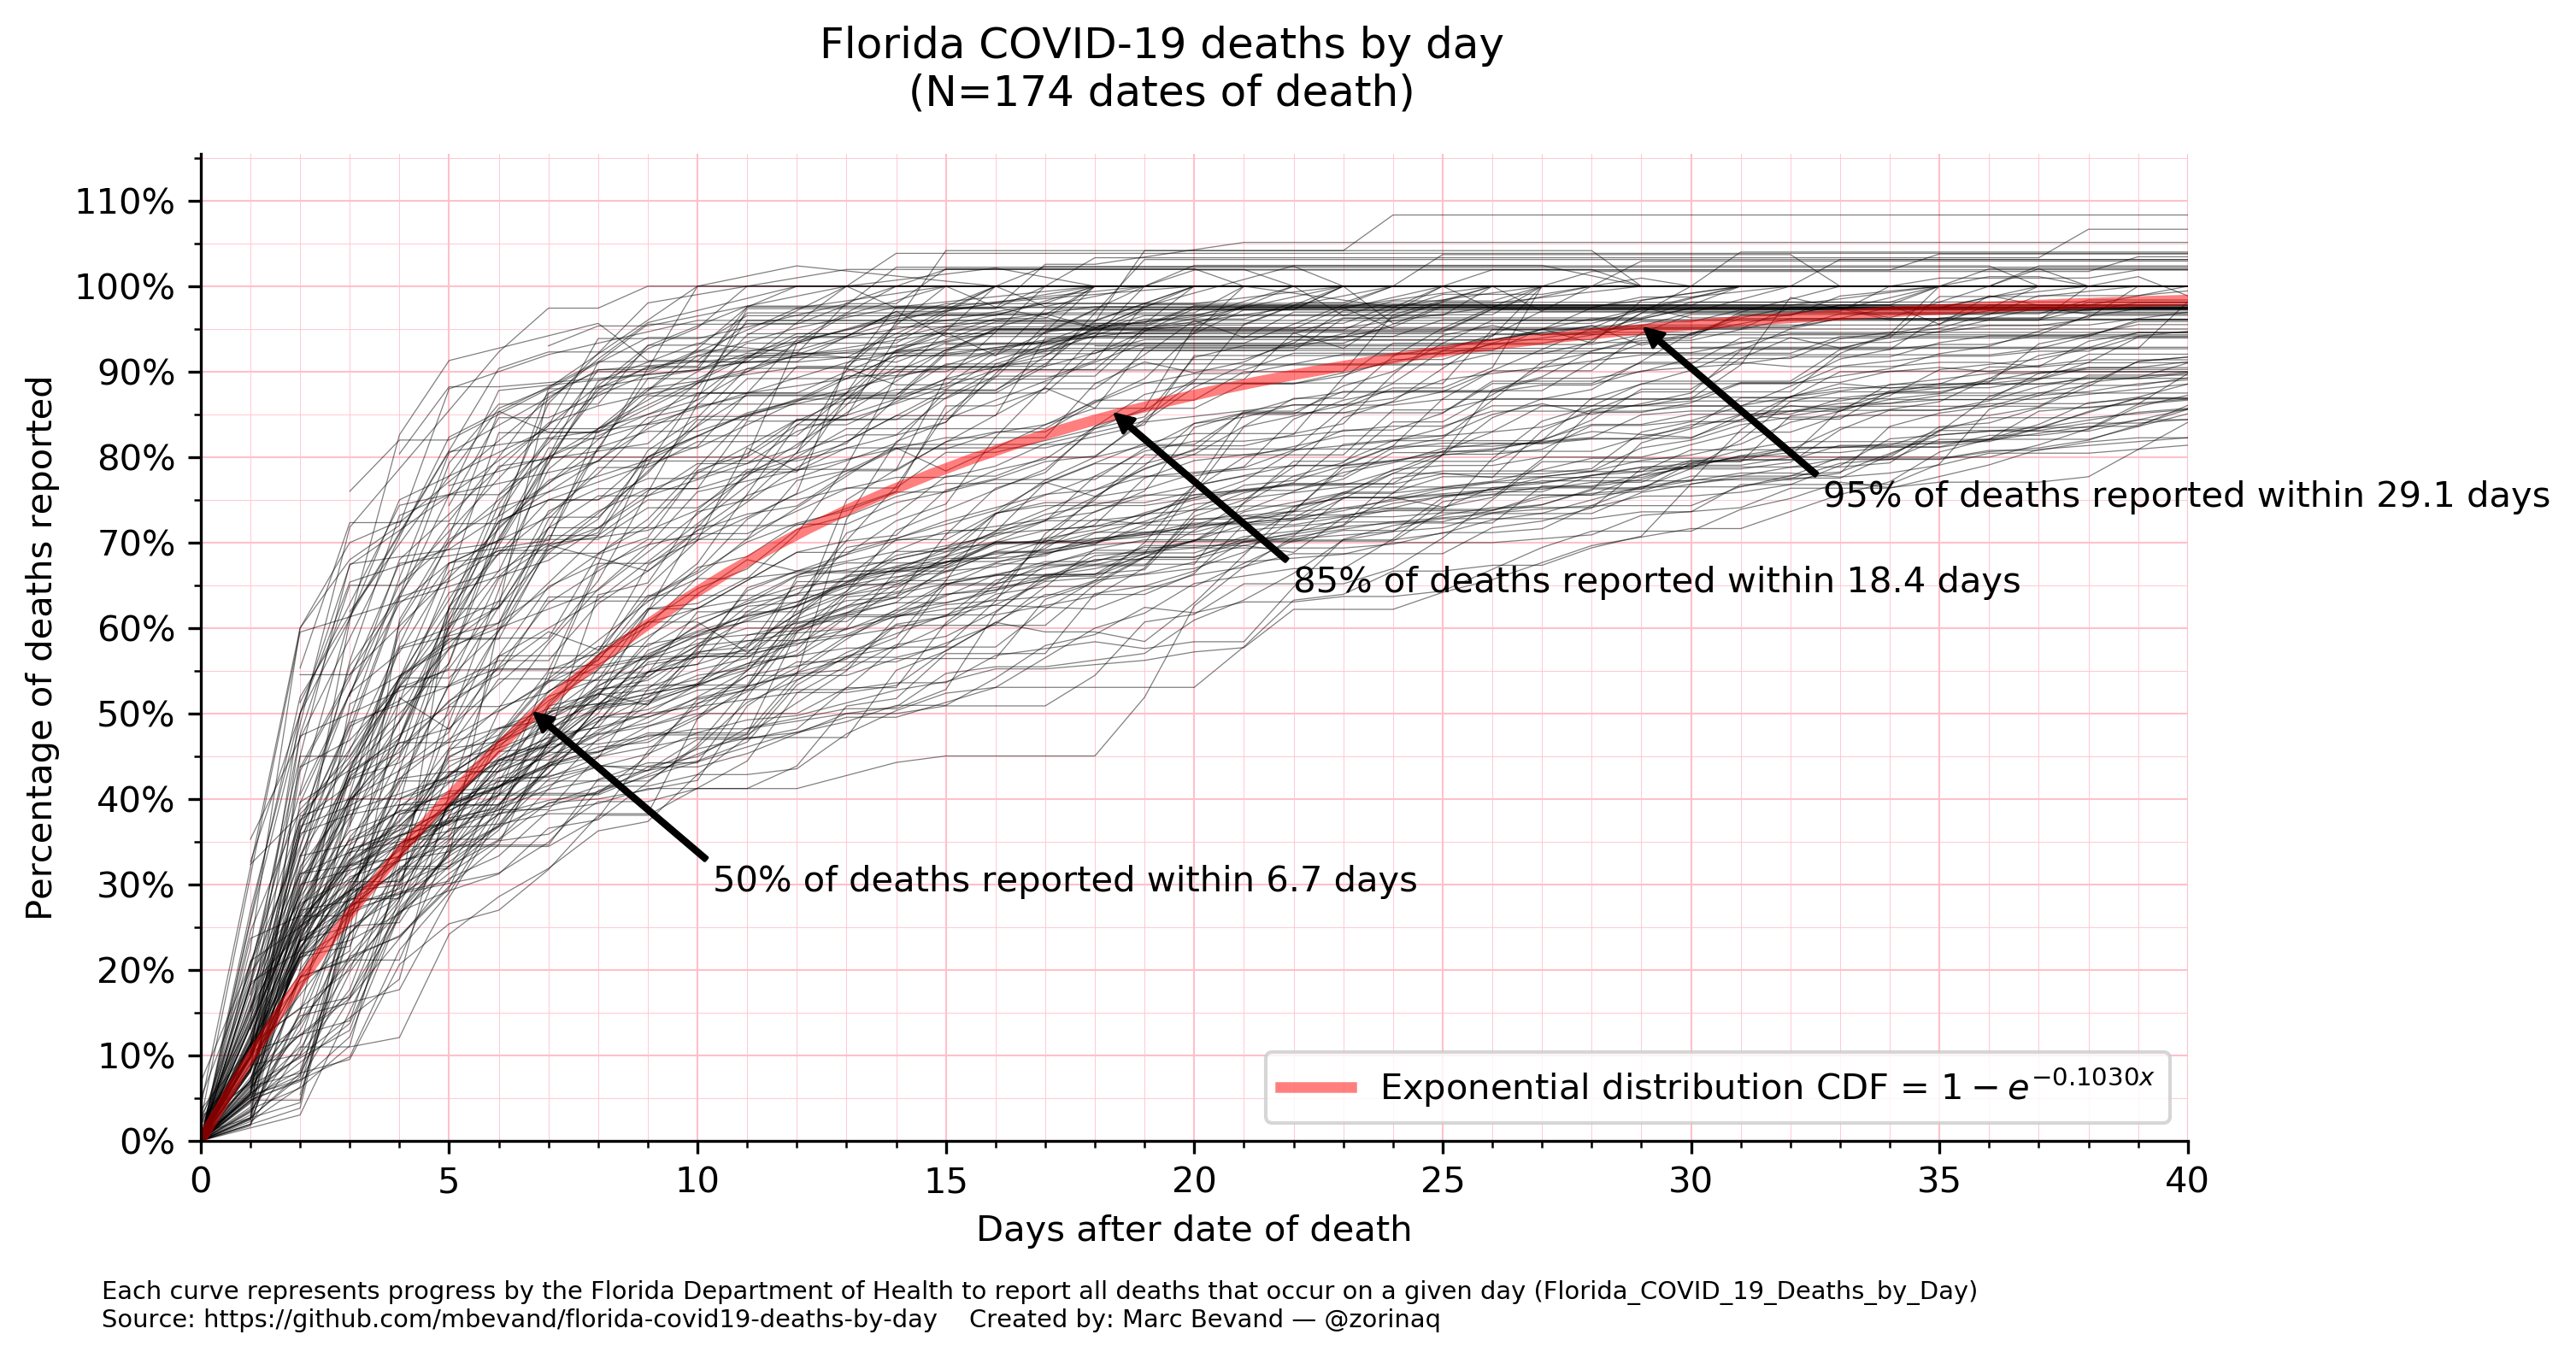 Florida COVID-19 deaths by day
(N=174 dates of death)
Percentage of deaths reported
110%
100%
90%
80%
70%
60%
50%
40%
30%
20%
10%
0%
95% of deaths reported within 29.1 days
85% of deaths reported within 18.4 days
50% of deaths reported within 6.7 days
Exponential distribution CDF = 1 − e^{−0.1030x}
0 5 10 15 20 25 30 35 40
Days after date of death
Each curve represents progress by the Florida Department of Health to report all deaths that occur on a given day (Florida_COVID_19_Deaths_by_Day)
Source: https://github.com/mbevand/florida-covid19-deaths-by-day Created by: Marc Bevand — @zorinaq